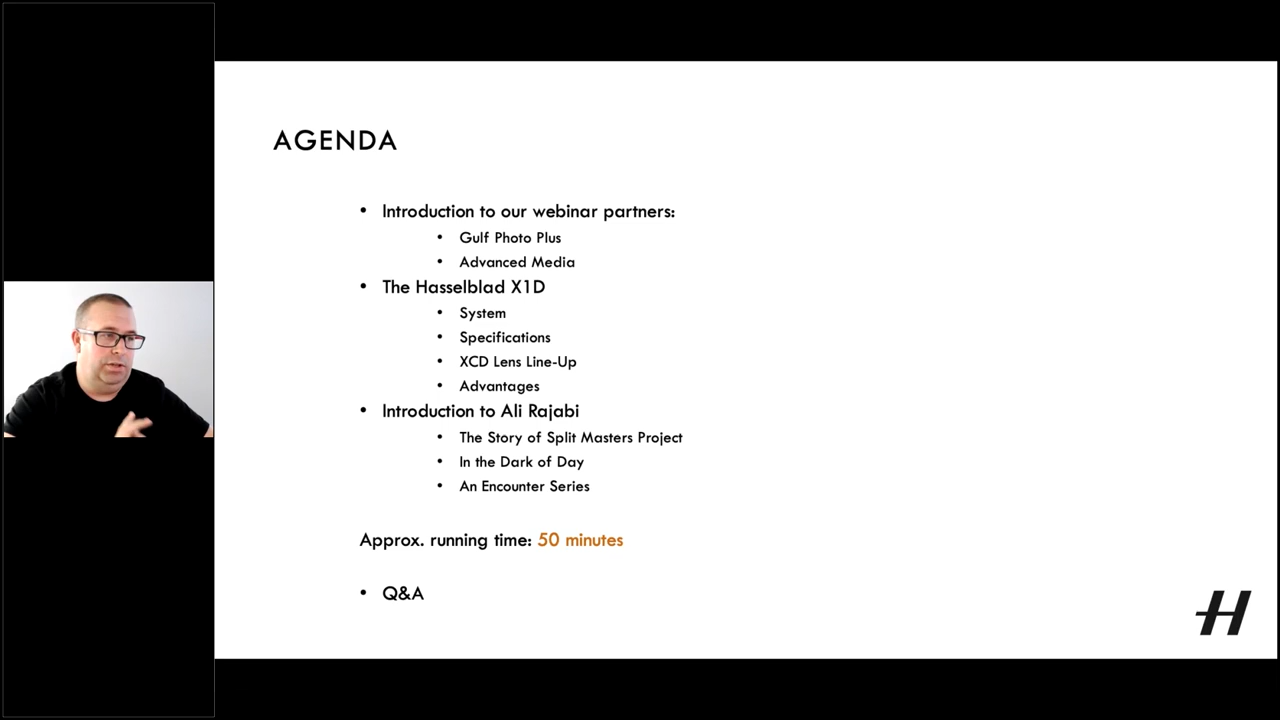 AGENDA
• Introduction to our webinar partners:
• Gulf Photo Plus
• Advanced Media
• The Hasselblad X1D
• System
• Specifications
• XCD Lens Line-Up
• Advantages
• Introduction to Ali Rajabi
• The Story of Split Masters Project
• In the Dark of Day
• An Encounter Series
Approx. running time: 50 minutes
• Q&A
H